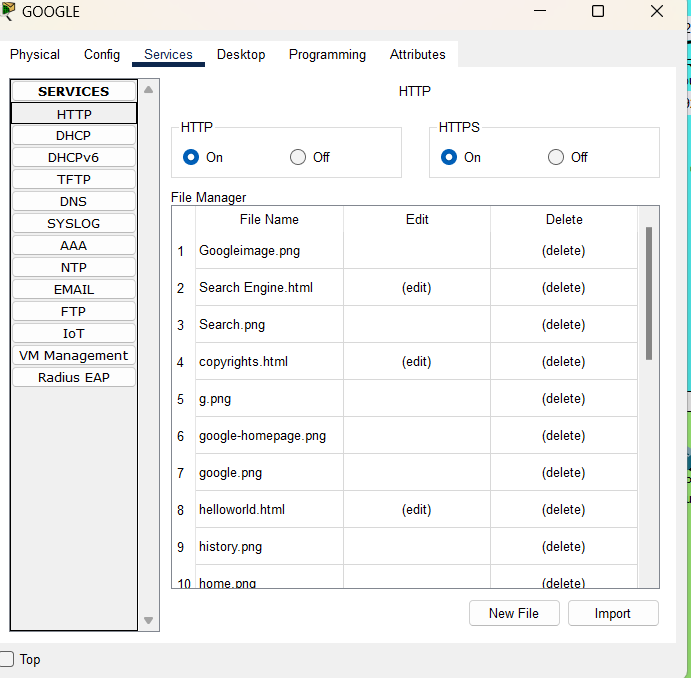 GOOGLE
Physical Config Services Desktop Programming Attributes
SERVICES
HTTP
DHCP
DHCPv6
TFTP
DNS
SYSLOG
AAA
NTP
EMAIL
FTP
IoT
VM Management
Radius EAP
HTTP
HTTP
On Off
HTTPS
On Off
File Manager
File Name Edit Delete
1 Googleimage.png (delete)
2 Search Engine.html (edit) (delete)
3 Search.png (delete)
4 copyrights.html (edit) (delete)
5 g.png (delete)
6 google-homepage.png (delete)
7 google.png (delete)
8 helloworld.html (edit) (delete)
9 history.png (delete)
10 home.png (delete)
New File Import
Top